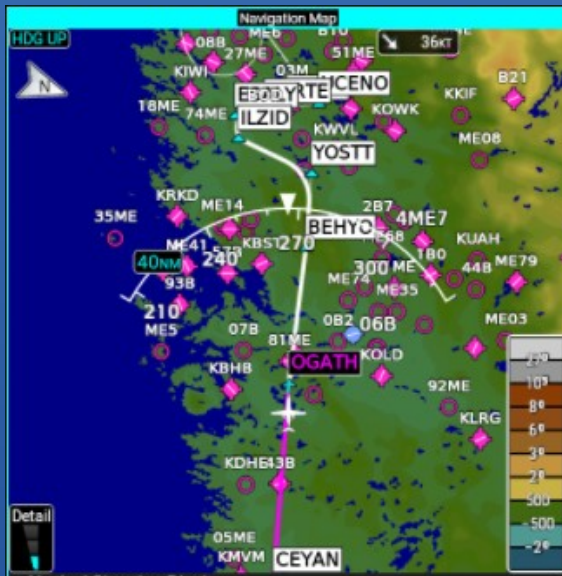 Navigation Map
HDG UP
36KT
N
08B
ME6
B10
27ME
51ME
03M
KIWI
B21
KKIF
18ME
74ME
KOWK
ILZID
KWVL
ME08
YOSTT
KRKD
ME14
2B7
4ME7
35ME
BEHYO
KUAH
ME41
KBST
270
1B0
ME79
40NM
240
300
44B
93B
ME74
ME35
210
0B2
06B
ME03
ME5
07B
81ME
OGATH
KOLD
KBHB
92ME
KLRG
KDHE
43B
Detail
05ME
KMVM
CEYAN
500
-500